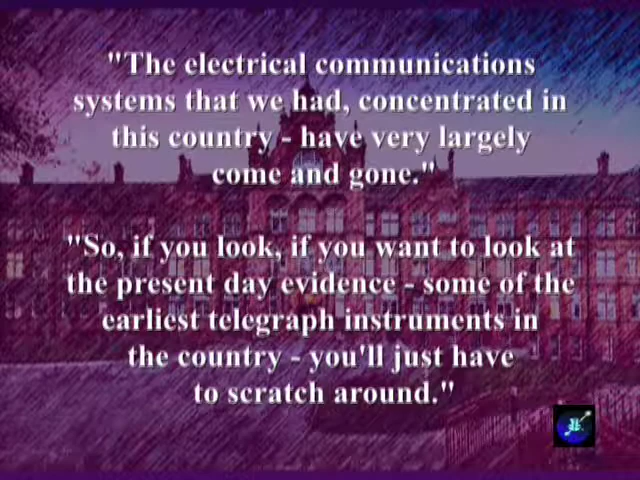 "The electrical communications
systems that we had, concentrated in
this country - have very largely
come and gone."
"So, if you look, if you want to look at
the present day evidence - some of the
earliest telegraph instruments in
the country - you'll just have
to scratch around."